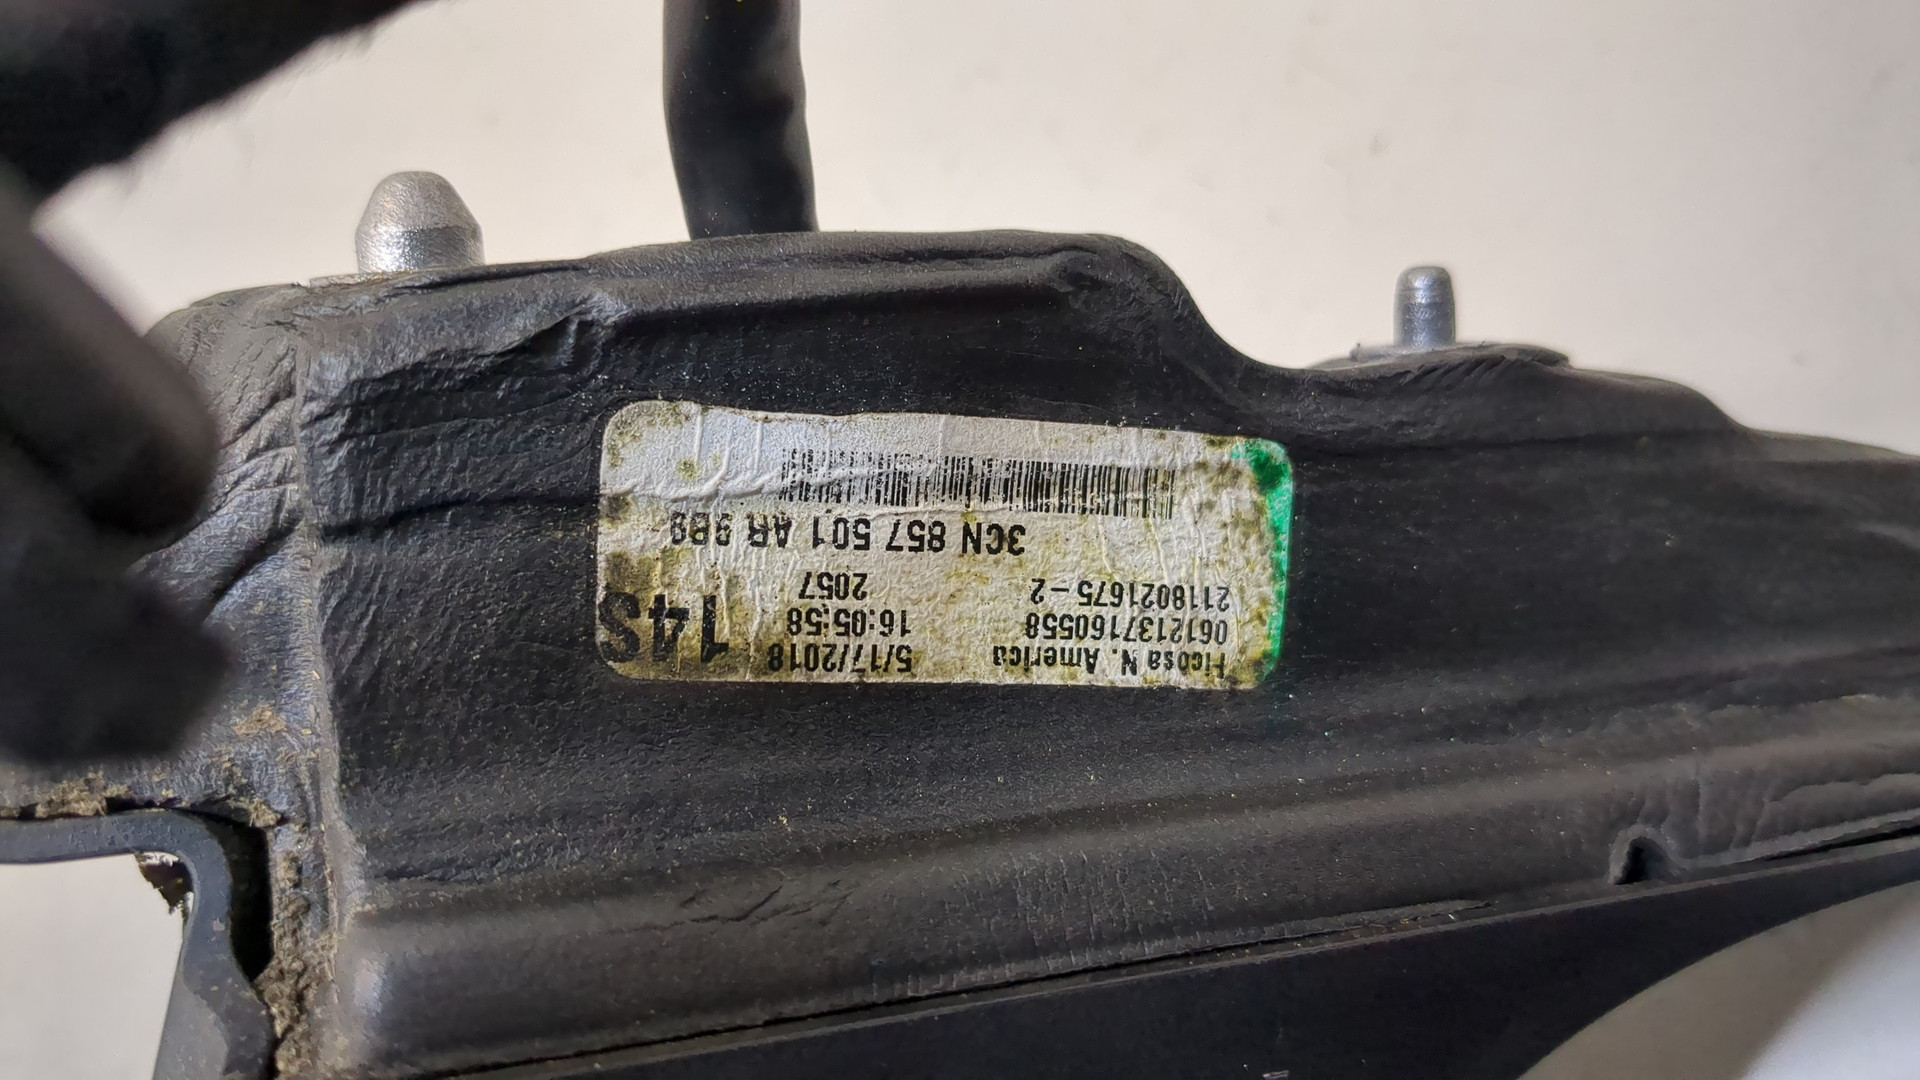 Ficosa N. America 5/17/2018 14S
0612137160558 16:05:58
2118021675-2 2057
3CN 857 501 AR 9B9